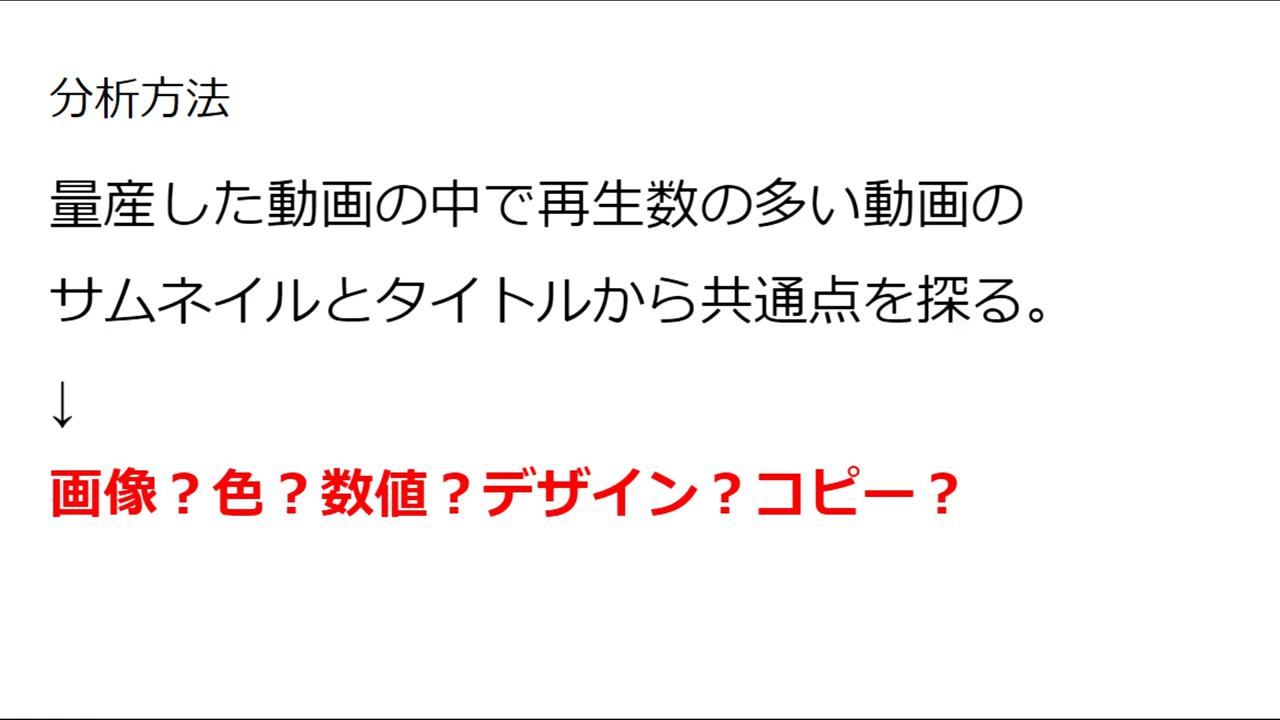 分析方法
量産した動画の中で再生数の多い動画の
サムネイルとタイトルから共通点を探る。
↓
画像？色？数値？デザイン？コピー？